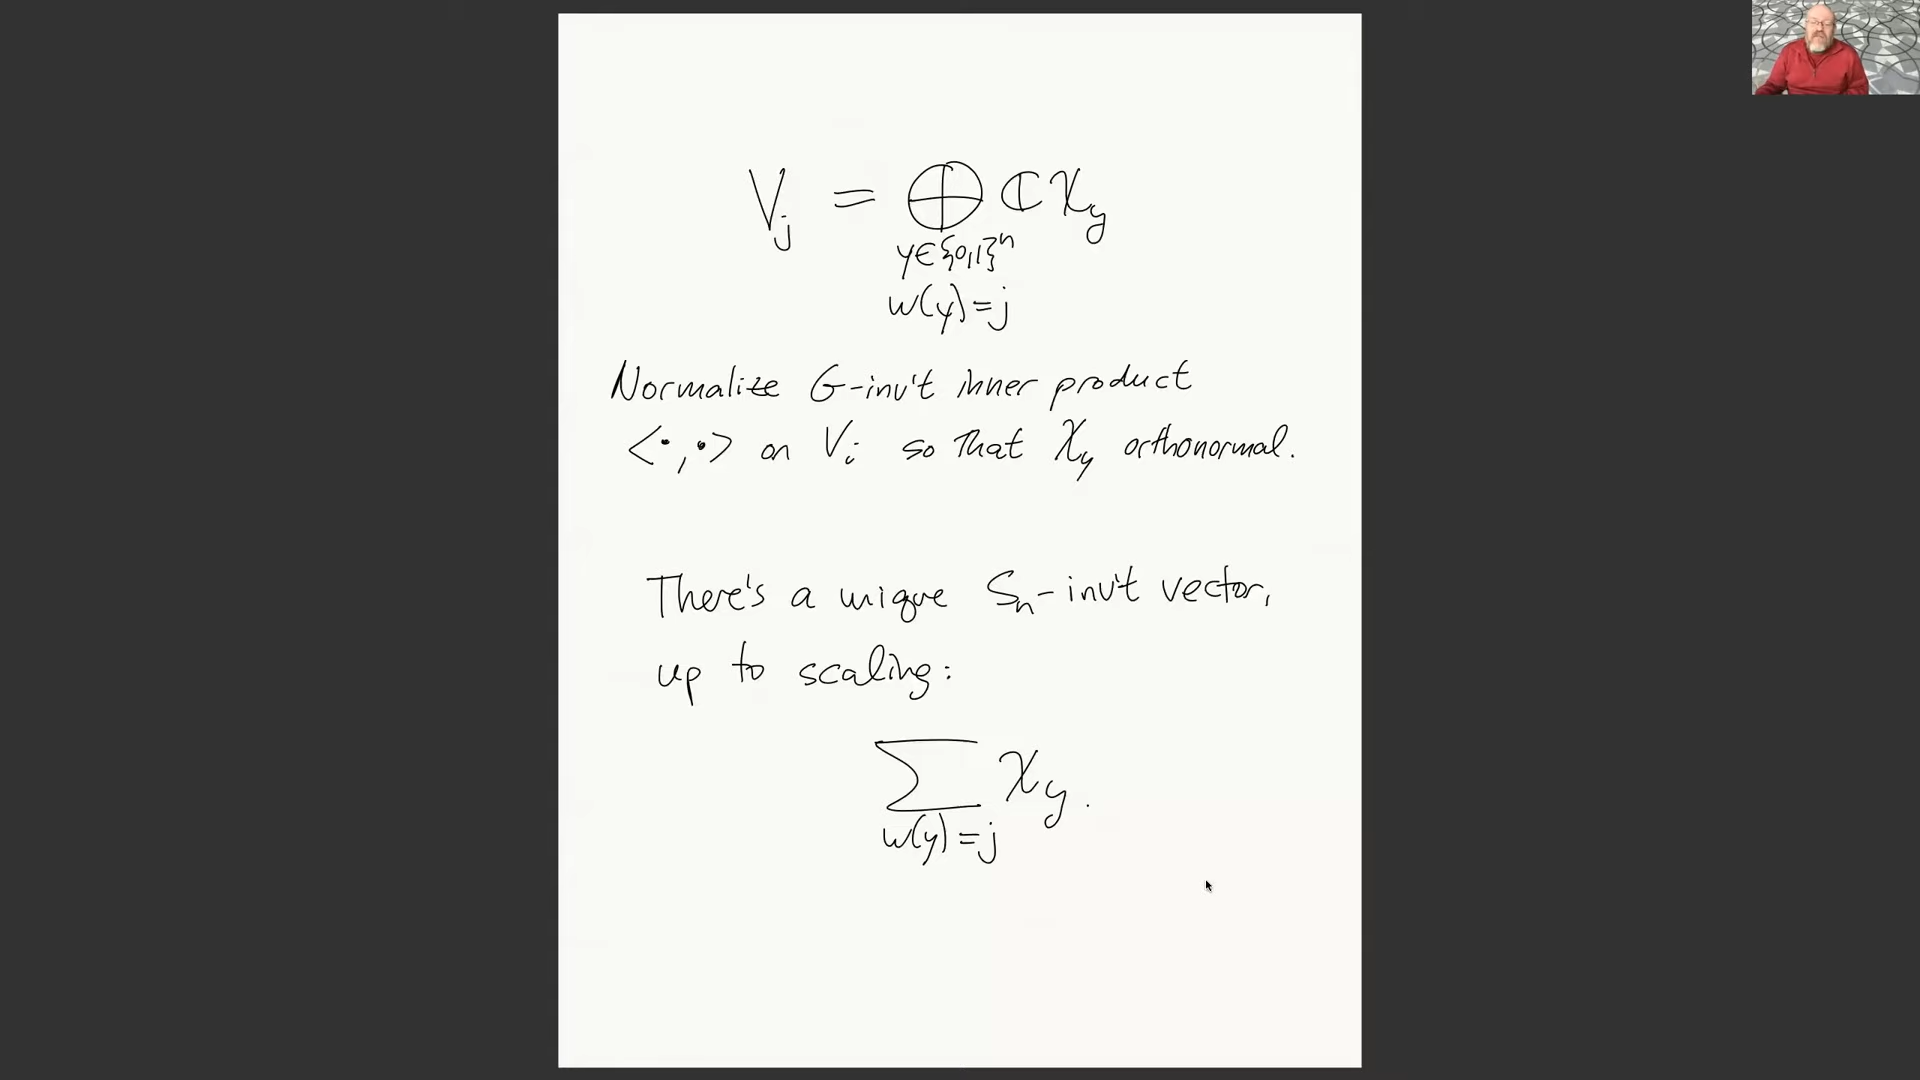 V_j = ⊕ ℂ χ_y
y∈{0,1}^n
w(y)=j
Normalize G-inv't inner product
<·,·> on V_i so that χ_y orthonormal.
There's a unique S_n-inv't vector,
up to scaling:
∑ χ_y.
w(y)=j